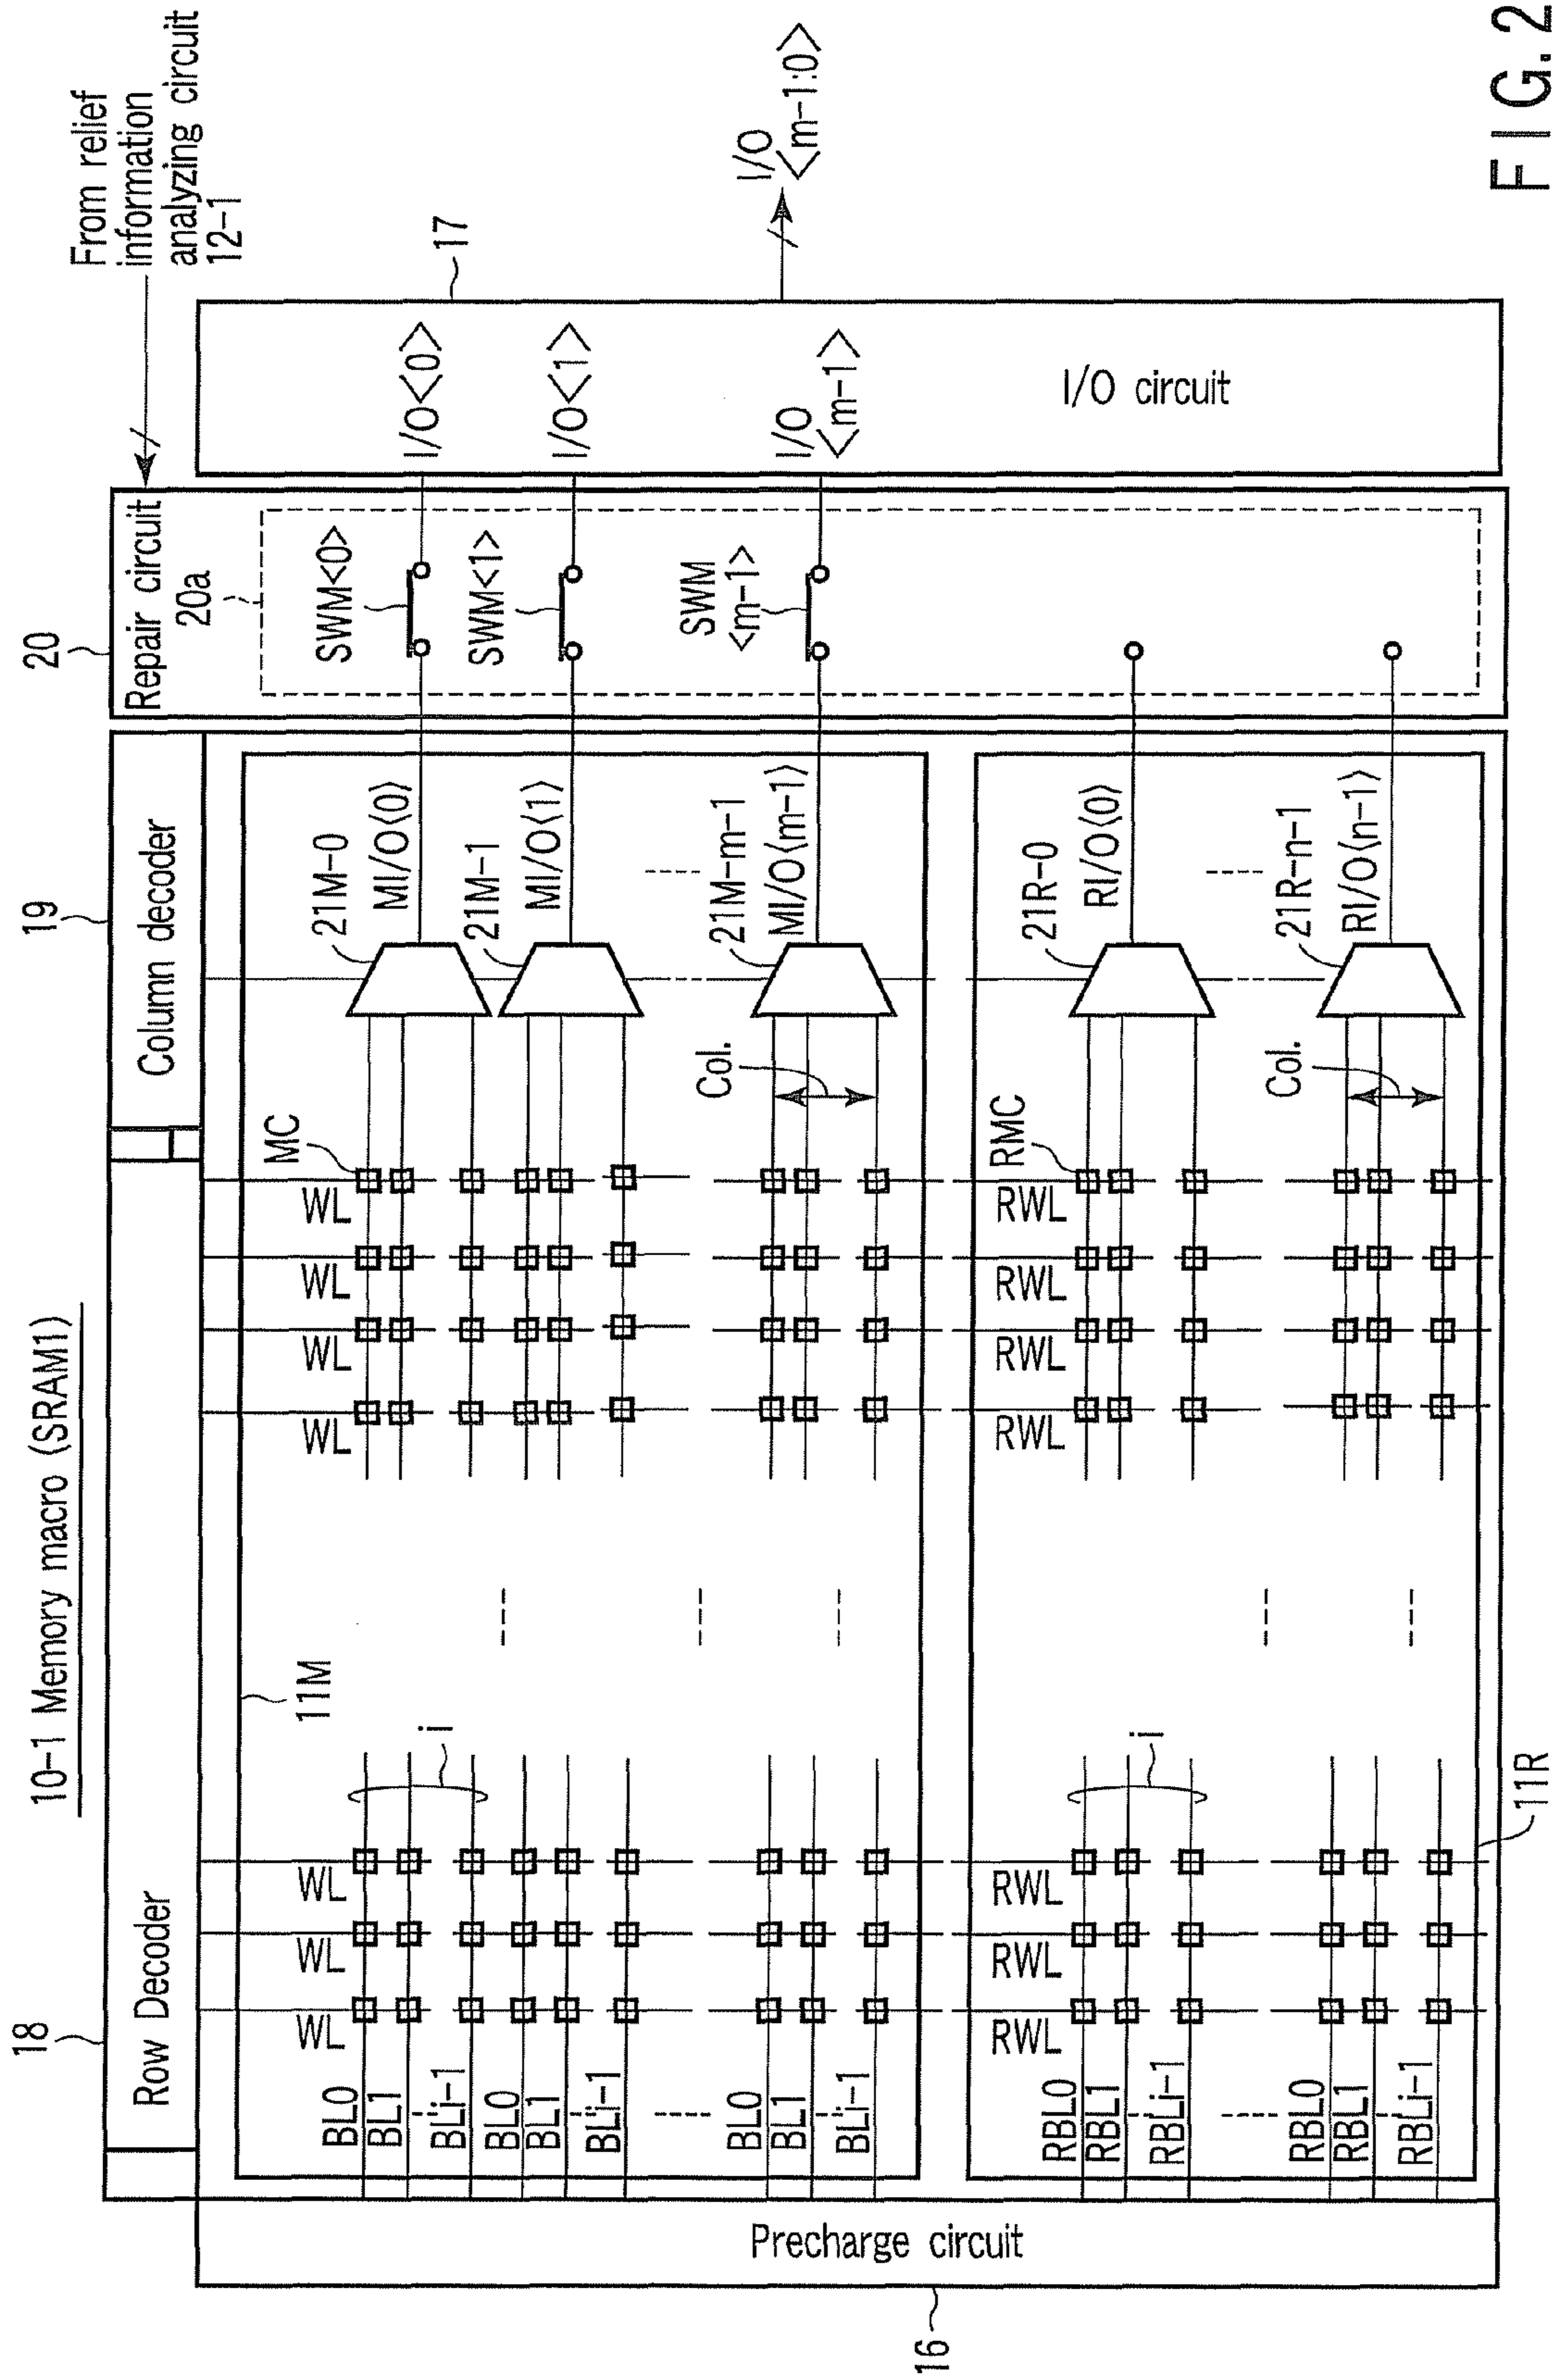 10-1 Memory macro (SRAM1)
18
19
20
Row Decoder
Column decoder
Repair circuit
20a
From relief
information
analyzing circuit
12-1
11M
BL0
BL1
BLi-1
BL0
BL1
BLi-1
BL0
BL1
BLi-1
WL
WL
WL
i
WL
WL
WL
WL
MC
Col.
21M-0
MI/O⟨0⟩
21M-1
MI/O⟨1⟩
21M-m-1
MI/O⟨m-1⟩
SWM<0>
SWM<1>
SWM
<m-1>
I/O<0>
I/O<1>
I/O
<m-1>
17
I/O circuit
I/O
<m-1:0>
RBL0
RBL1
RBLi-1
RBL0
RBL1
RBLi-1
RWL
RWL
RWL
i
RWL
RWL
RWL
RWL
RMC
Col.
21R-0
RI/O⟨0⟩
21R-n-1
RI/O⟨n-1⟩
11R
Precharge circuit
16
FIG. 2